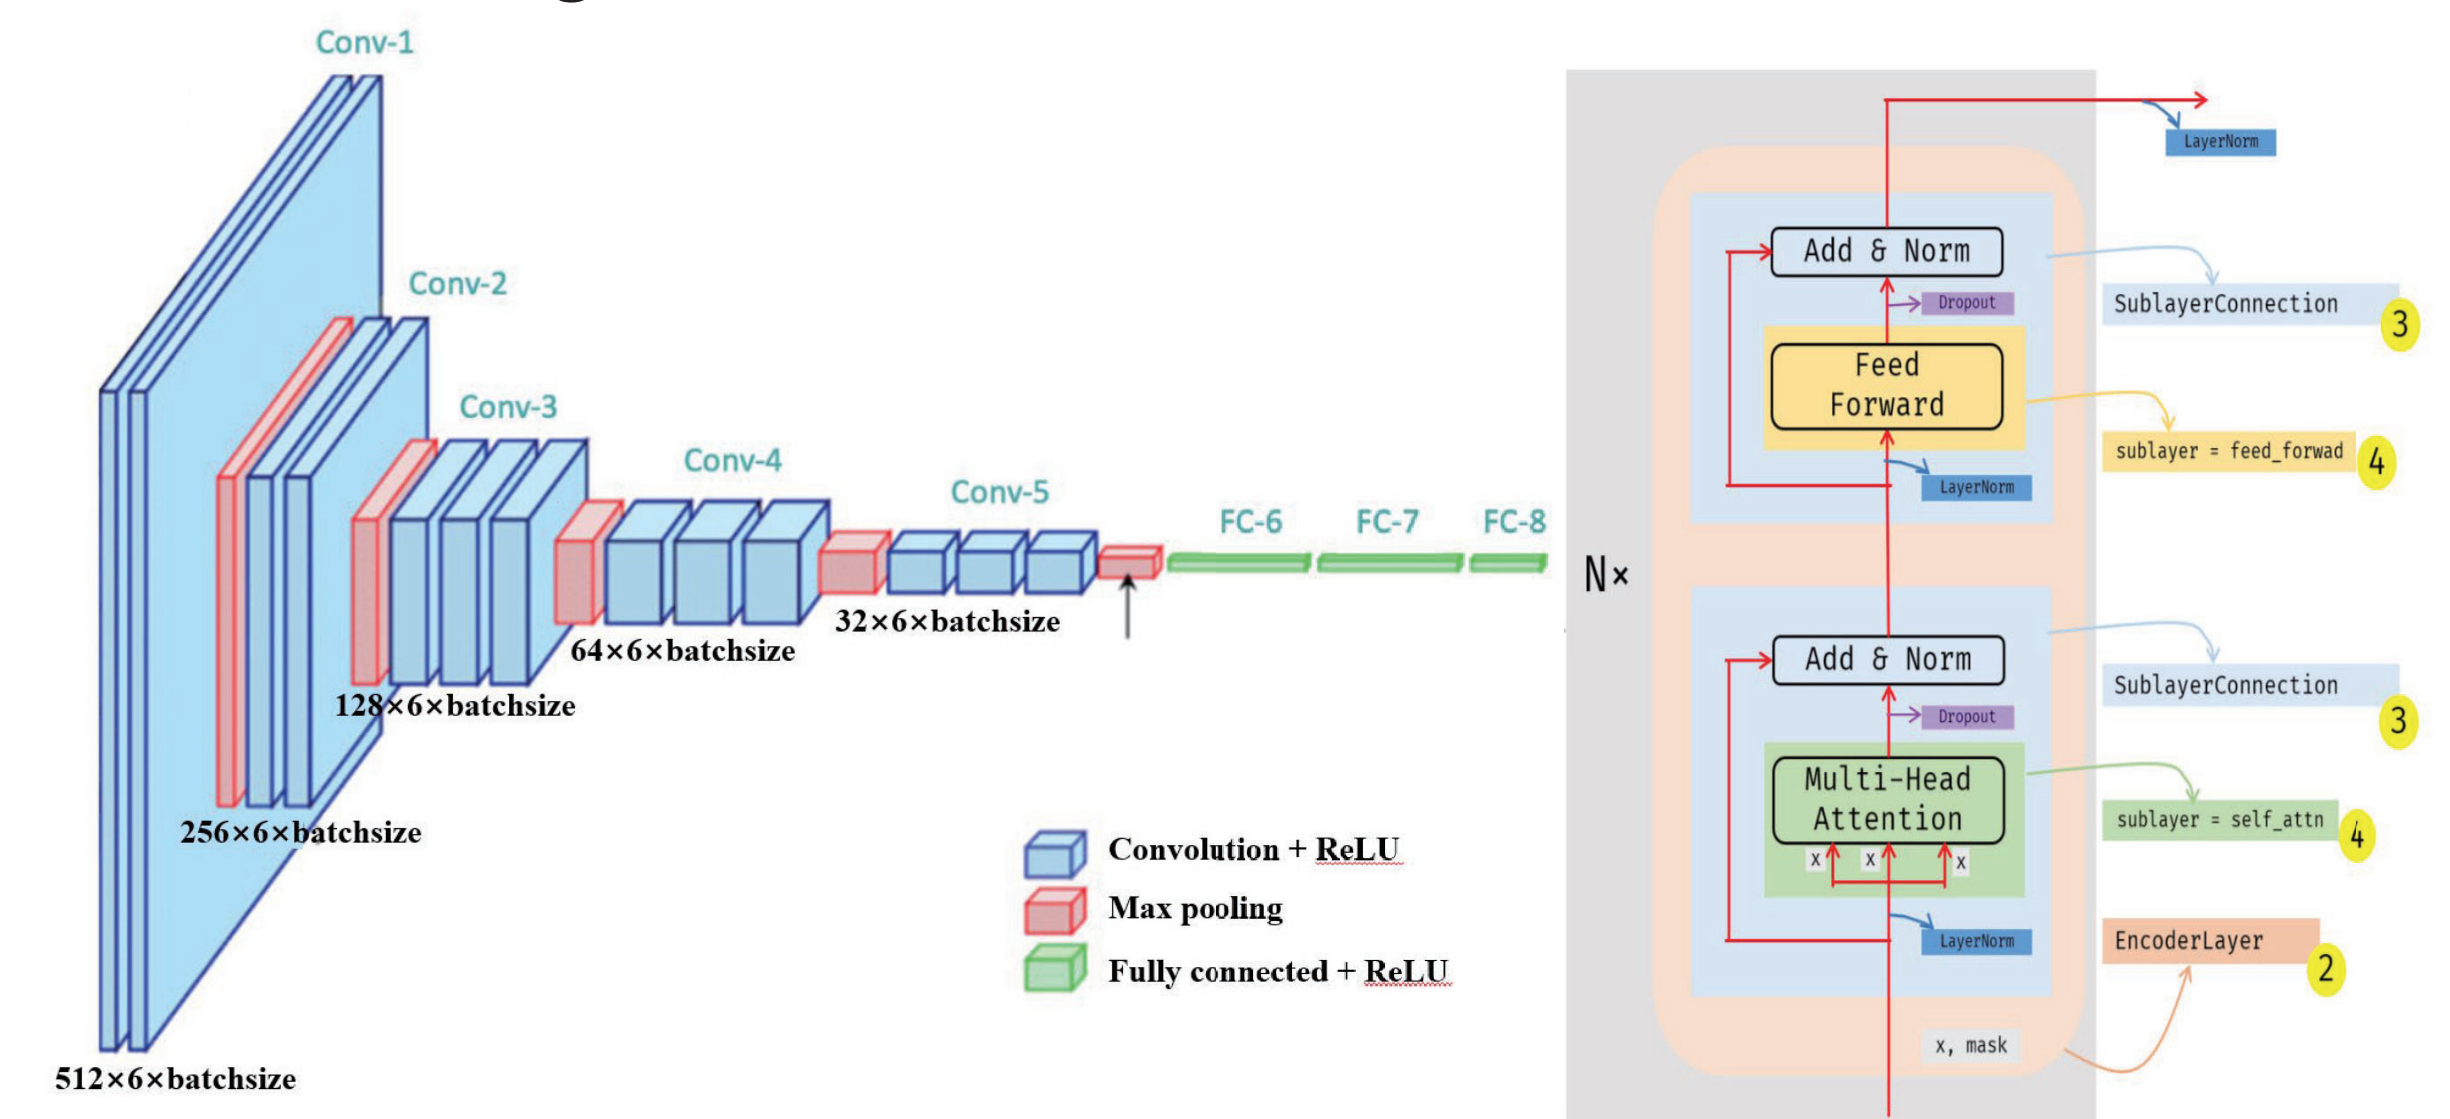 Conv-1
Conv-2
Conv-3
Conv-4
Conv-5
FC-6
FC-7
FC-8
512×6×batchsize
256×6×batchsize
128×6×batchsize
64×6×batchsize
32×6×batchsize
Convolution + ReLU
Max pooling
Fully connected + ReLU
N×
LayerNorm
Add & Norm
Dropout
Feed
Forward
LayerNorm
SublayerConnection
3
sublayer = feed_forwad
4
Add & Norm
Dropout
Multi-Head
Attention
x
x
x
LayerNorm
x, mask
SublayerConnection
3
sublayer = self_attn
4
EncoderLayer
2